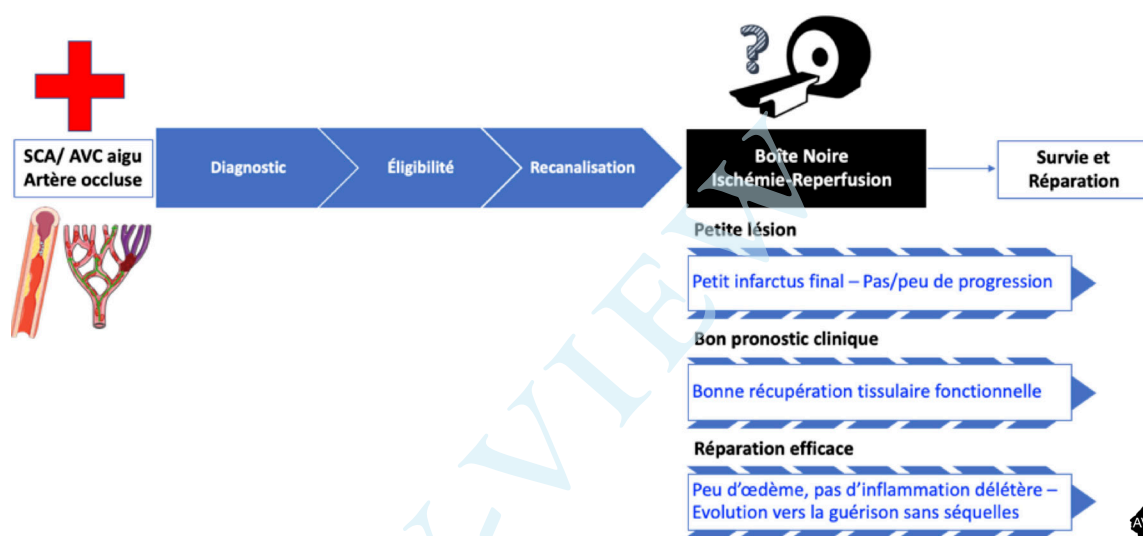 SCA/ AVC aigu
Artère occluse
Diagnostic
Éligibilité
Recanalisation
?
Boîte Noire
Ischémie-Reperfusion
Survie et
Réparation
Petite lésion
Petit infarctus final – Pas/peu de progression
Bon pronostic clinique
Bonne récupération tissulaire fonctionnelle
Réparation efficace
Peu d’œdème, pas d’inflammation délétère –
Evolution vers la guérison sans séquelles
-VIEW